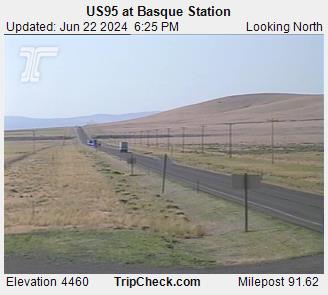 US95 at Basque Station
Updated: Jun 22 2024 6:25 PM Looking North
Elevation 4460 TripCheck.com Milepost 91.62